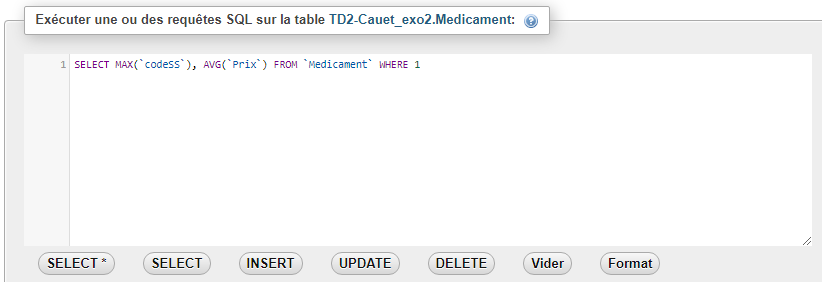 Exécuter une ou des requêtes SQL sur la table TD2-Cauet_exo2.Medicament:
1 SELECT MAX(`codeSS`), AVG(`Prix`) FROM `Medicament` WHERE 1
SELECT * SELECT INSERT UPDATE DELETE Vider Format